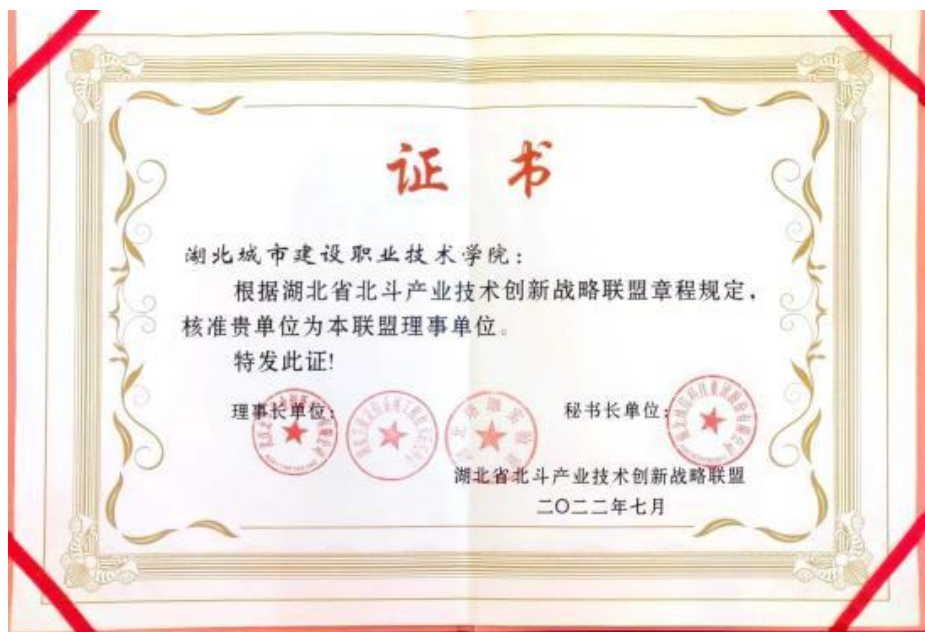 证 书
湖北城市建设职业技术学院：
根据湖北省北斗产业技术创新战略联盟章程规定，
核准贵单位为本联盟理事单位。
特发此证!
理事长单位：
秘书长单位：
湖北省北斗产业技术创新战略联盟
二〇二二年七月